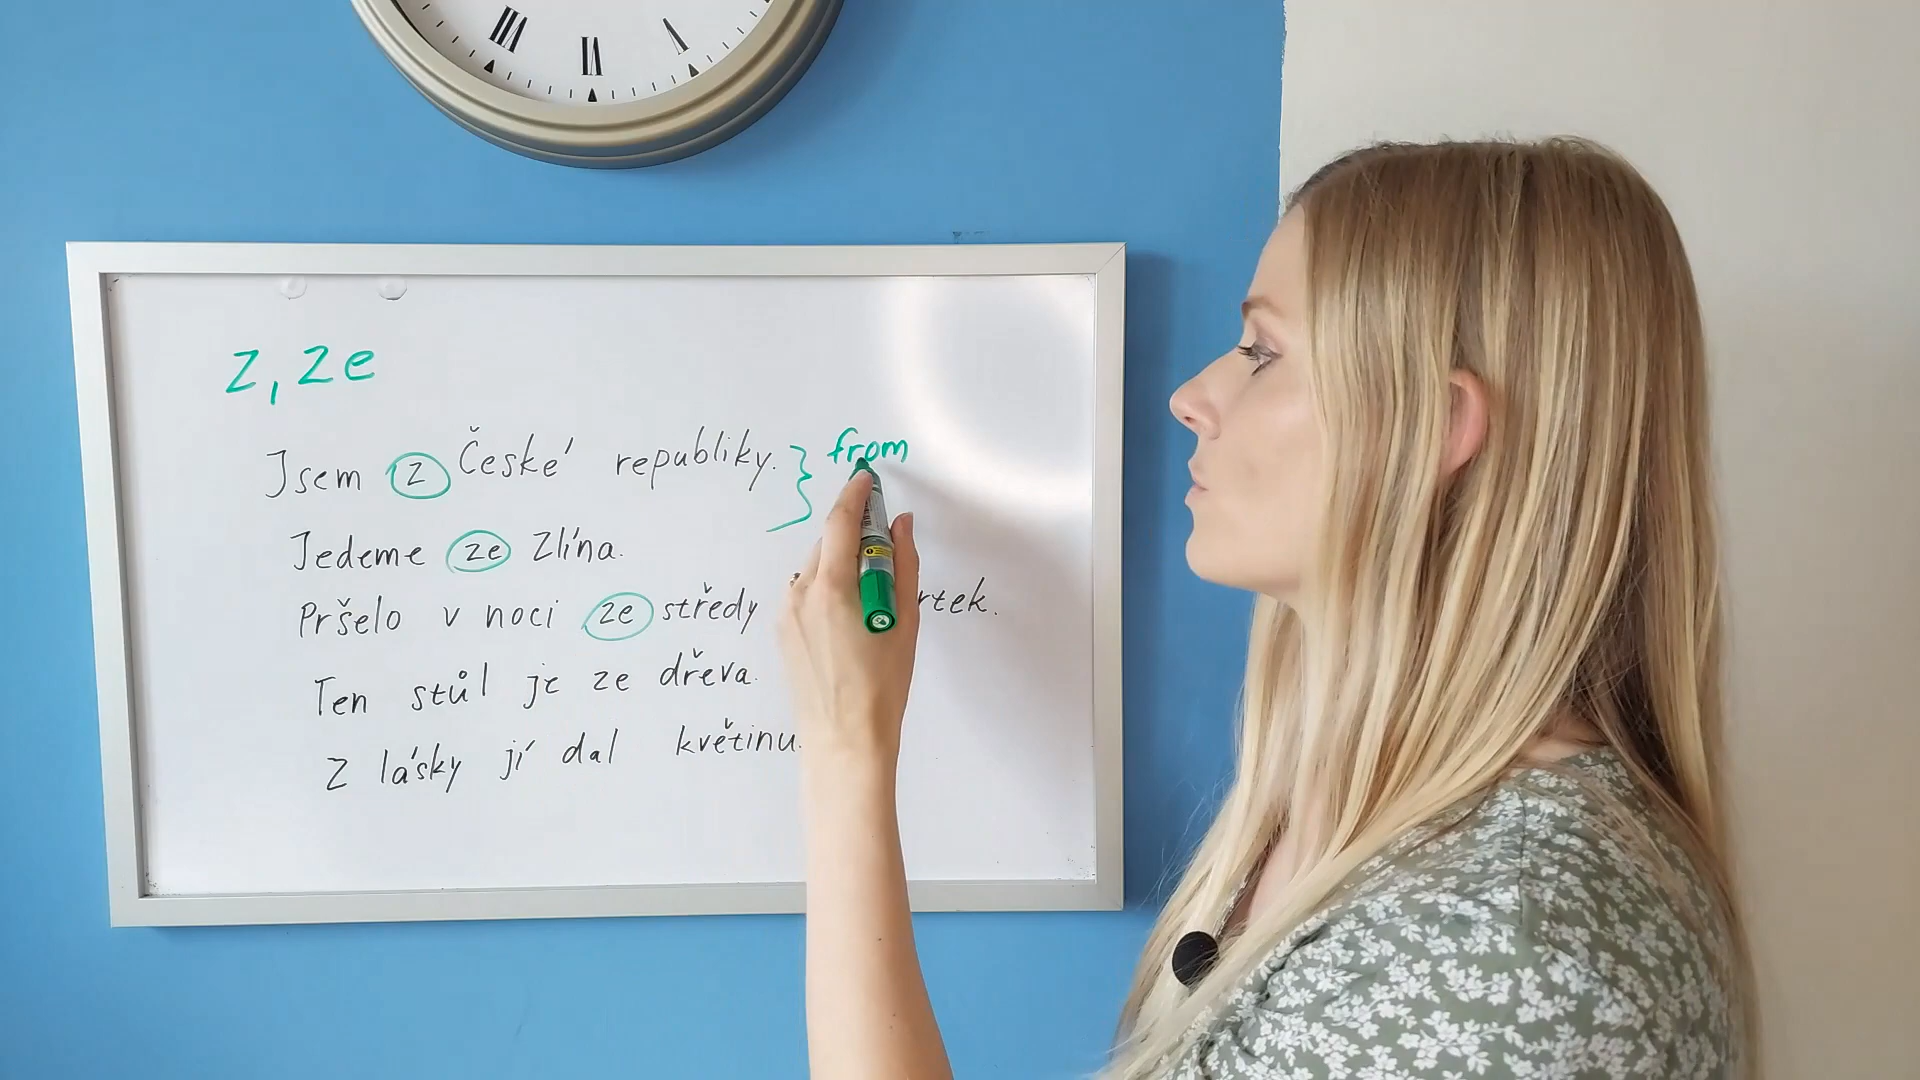 z, ze
Jsem z České republiky. } from
Jedeme ze Zlína.
Pršelo v noci ze středy rtek.
Ten stůl je ze dřeva.
Z lásky jí dal květinu.